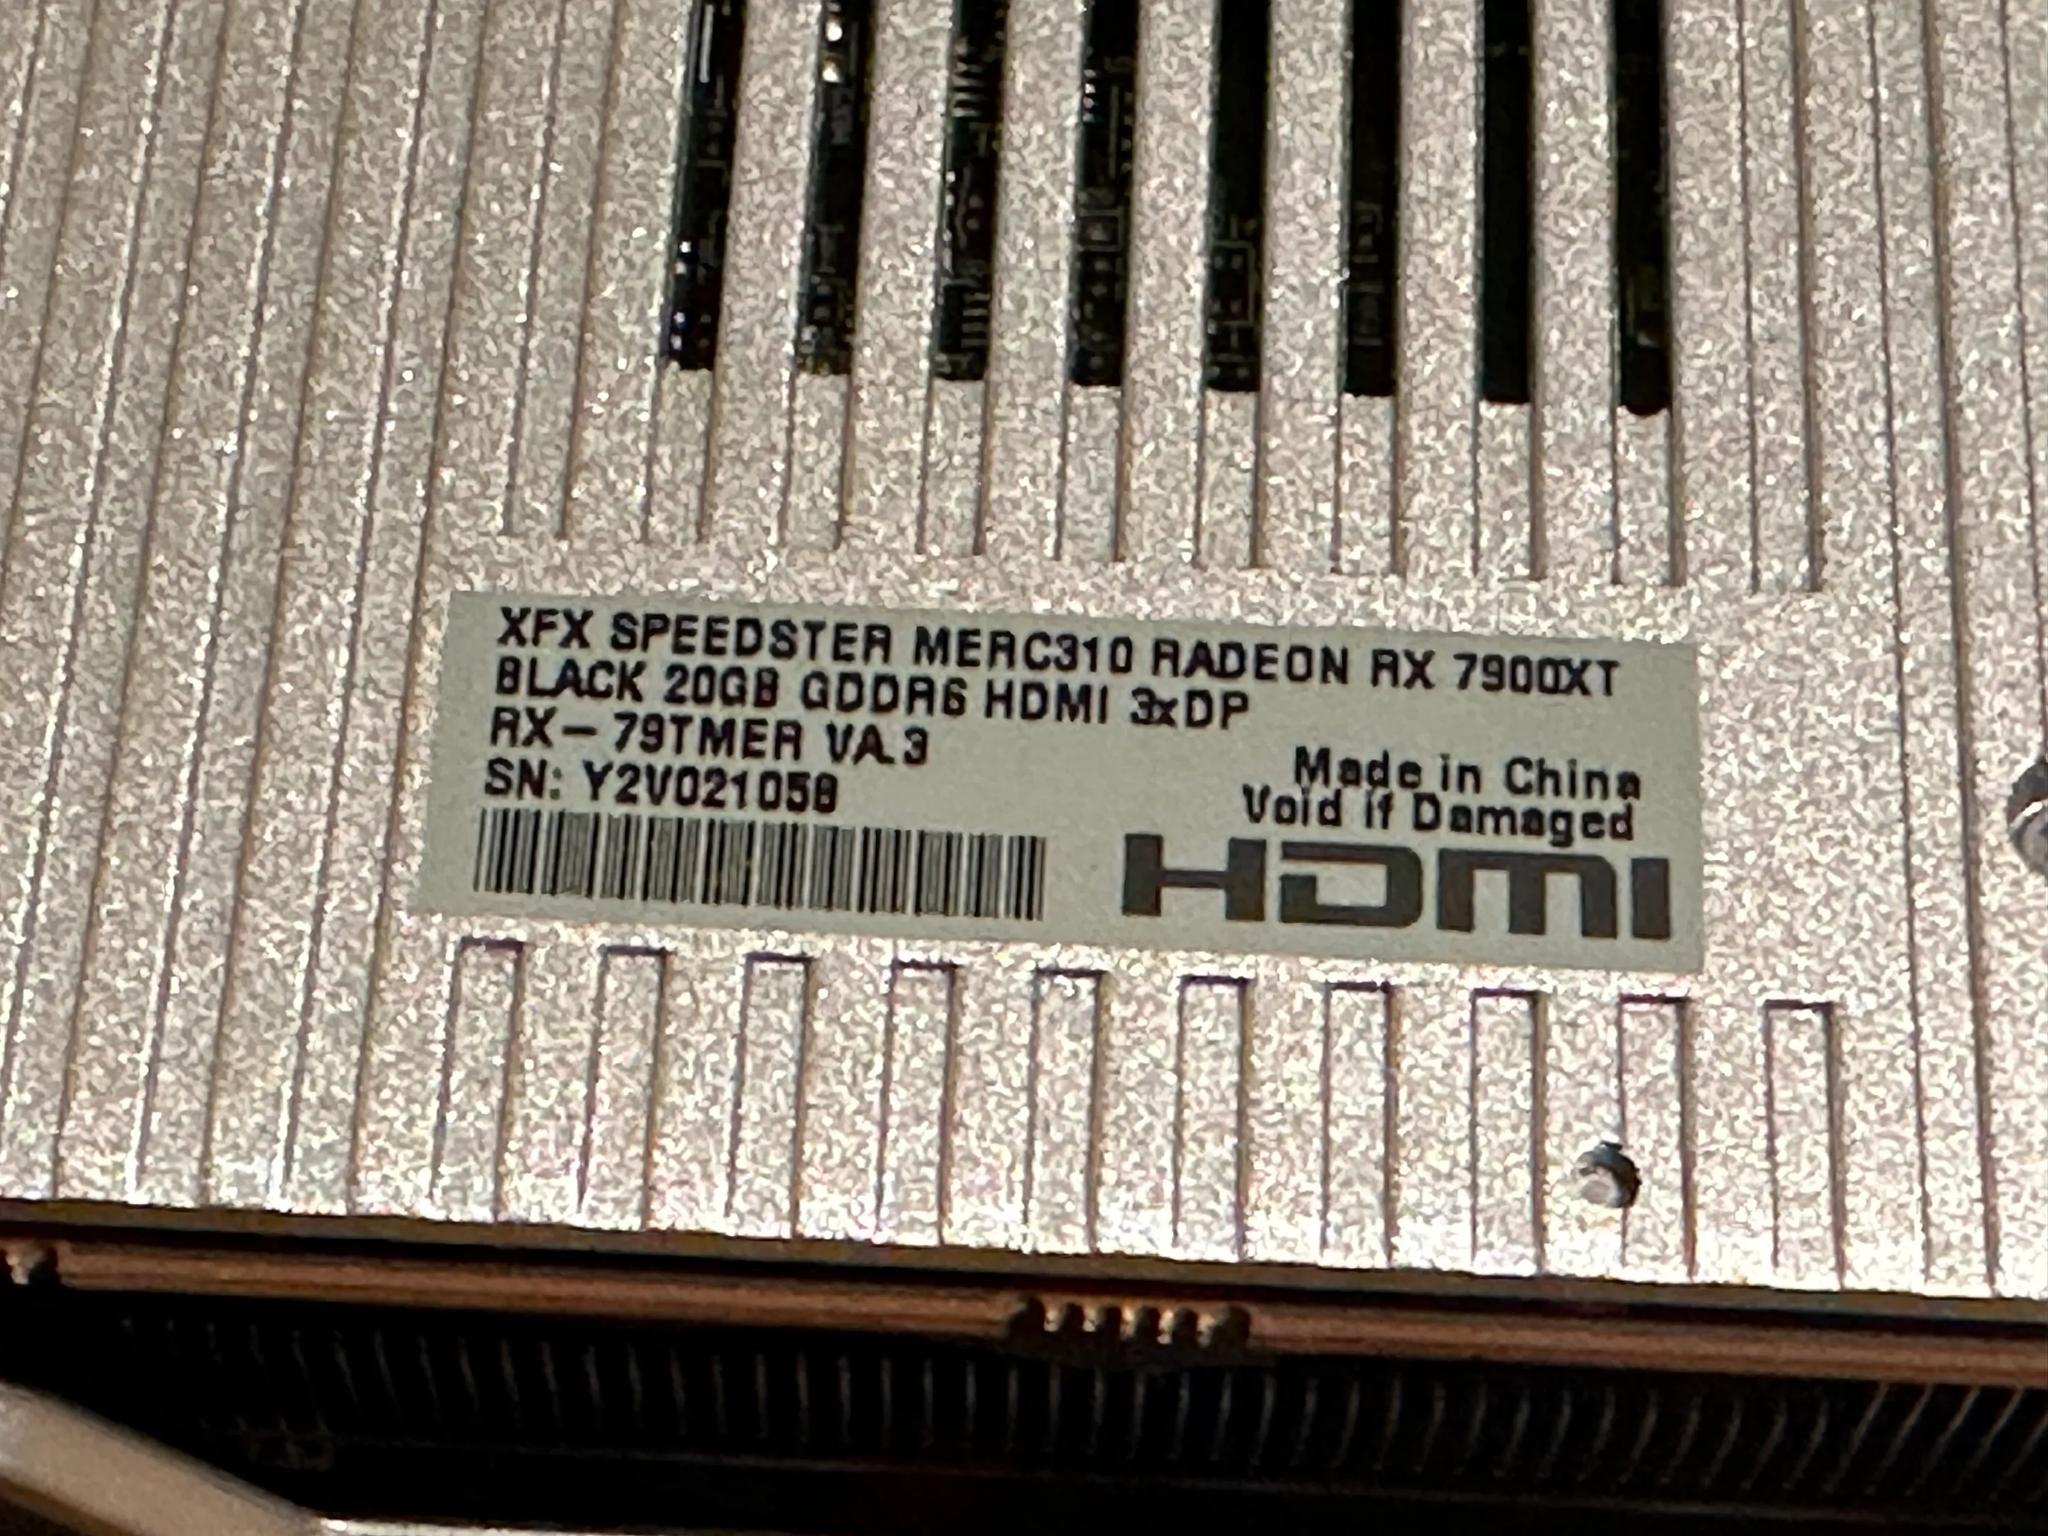 XFX SPEEDSTER MERC310 RADEON RX 7900XT
BLACK 20GB GDDR6 HDMI 3xDP
RX-79TMER VA.3
SN: Y2V021058
Made in China
Void if Damaged
HDMI